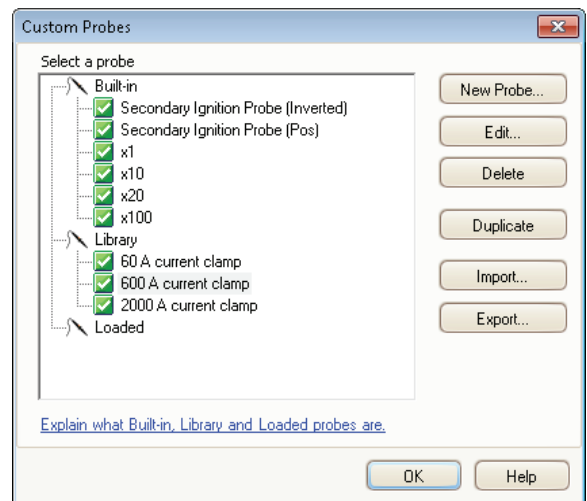 Custom Probes
Select a probe
Built-in
Secondary Ignition Probe (Inverted)
Secondary Ignition Probe (Pos)
x1
x10
x20
x100
Library
60 A current clamp
600 A current clamp
2000 A current clamp
Loaded
New Probe...
Edit...
Delete
Duplicate
Import...
Export...
Explain what Built-in, Library and Loaded probes are.
OK
Help